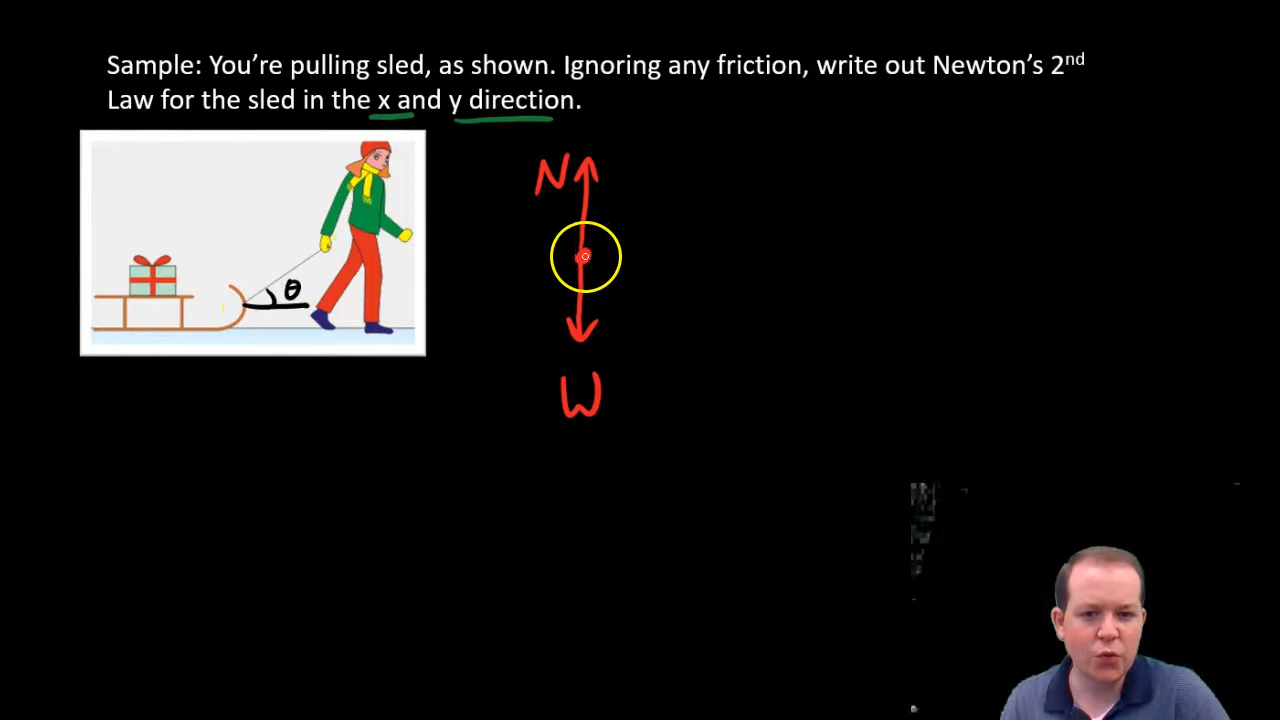 Sample: You’re pulling sled, as shown. Ignoring any friction, write out Newton’s 2nd
Law for the sled in the x and y direction.
N
θ
W